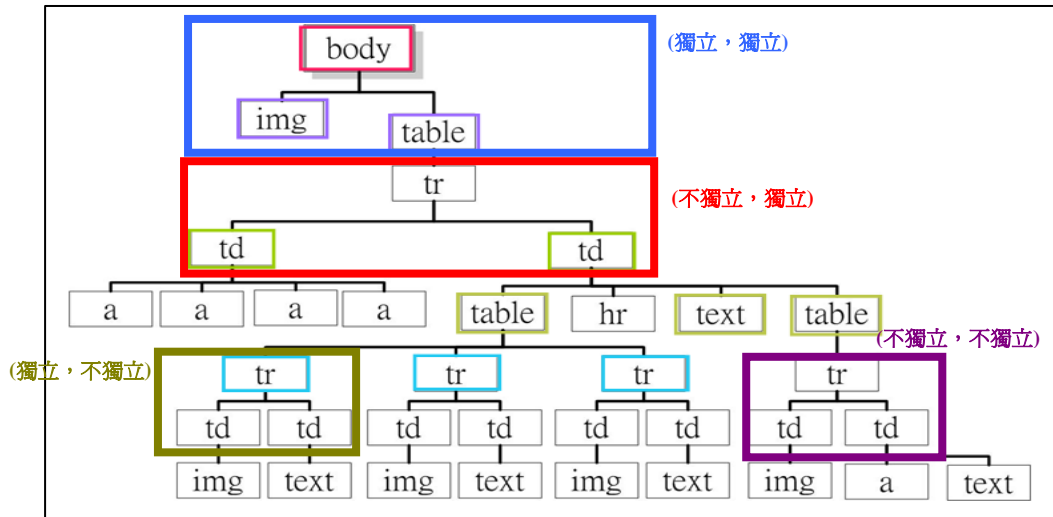 body
(獨立，獨立)
img
table
tr
(不獨立，獨立)
td td
a a a a
table hr text table
(不獨立，不獨立)
(獨立，不獨立)
tr tr tr tr
td td td td td td td td
img text img text img text img a text